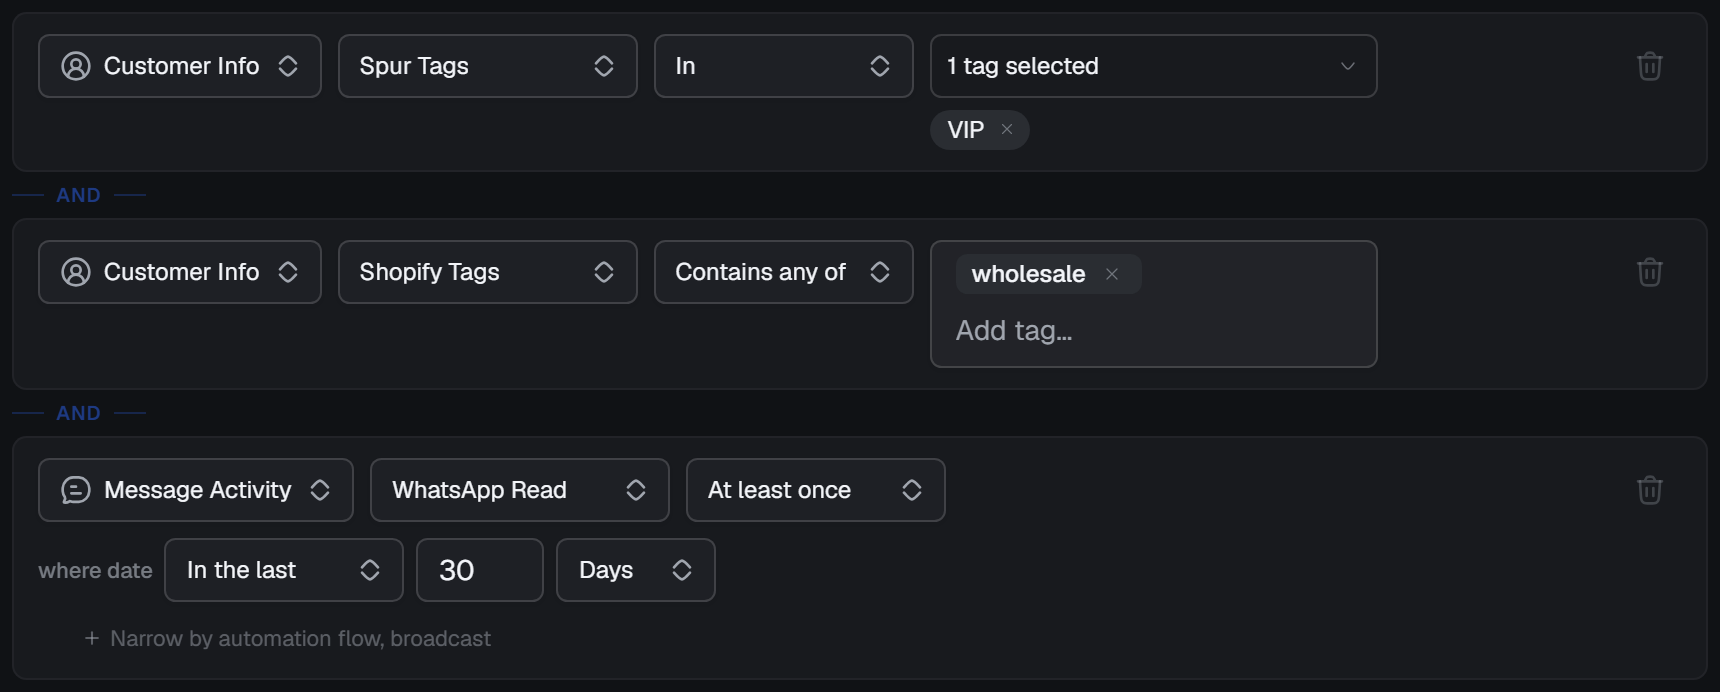 Customer Info Spur Tags In 1 tag selected
VIP ×
AND
Customer Info Shopify Tags Contains any of wholesale ×
Add tag...
AND
Message Activity WhatsApp Read At least once
where date In the last 30 Days
+ Narrow by automation flow, broadcast